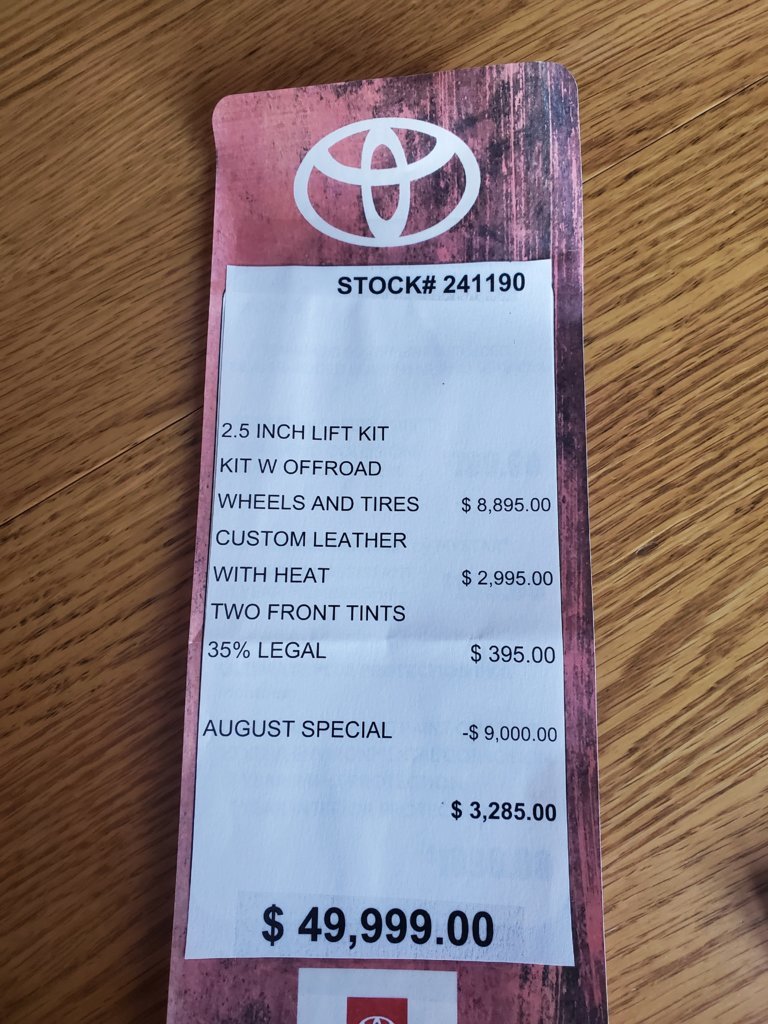 STOCK# 241190
2.5 INCH LIFT KIT
KIT W OFFROAD
WHEELS AND TIRES $ 8,895.00
CUSTOM LEATHER
WITH HEAT $ 2,995.00
TWO FRONT TINTS
35% LEGAL $ 395.00
AUGUST SPECIAL -$ 9,000.00
$ 3,285.00
$ 49,999.00